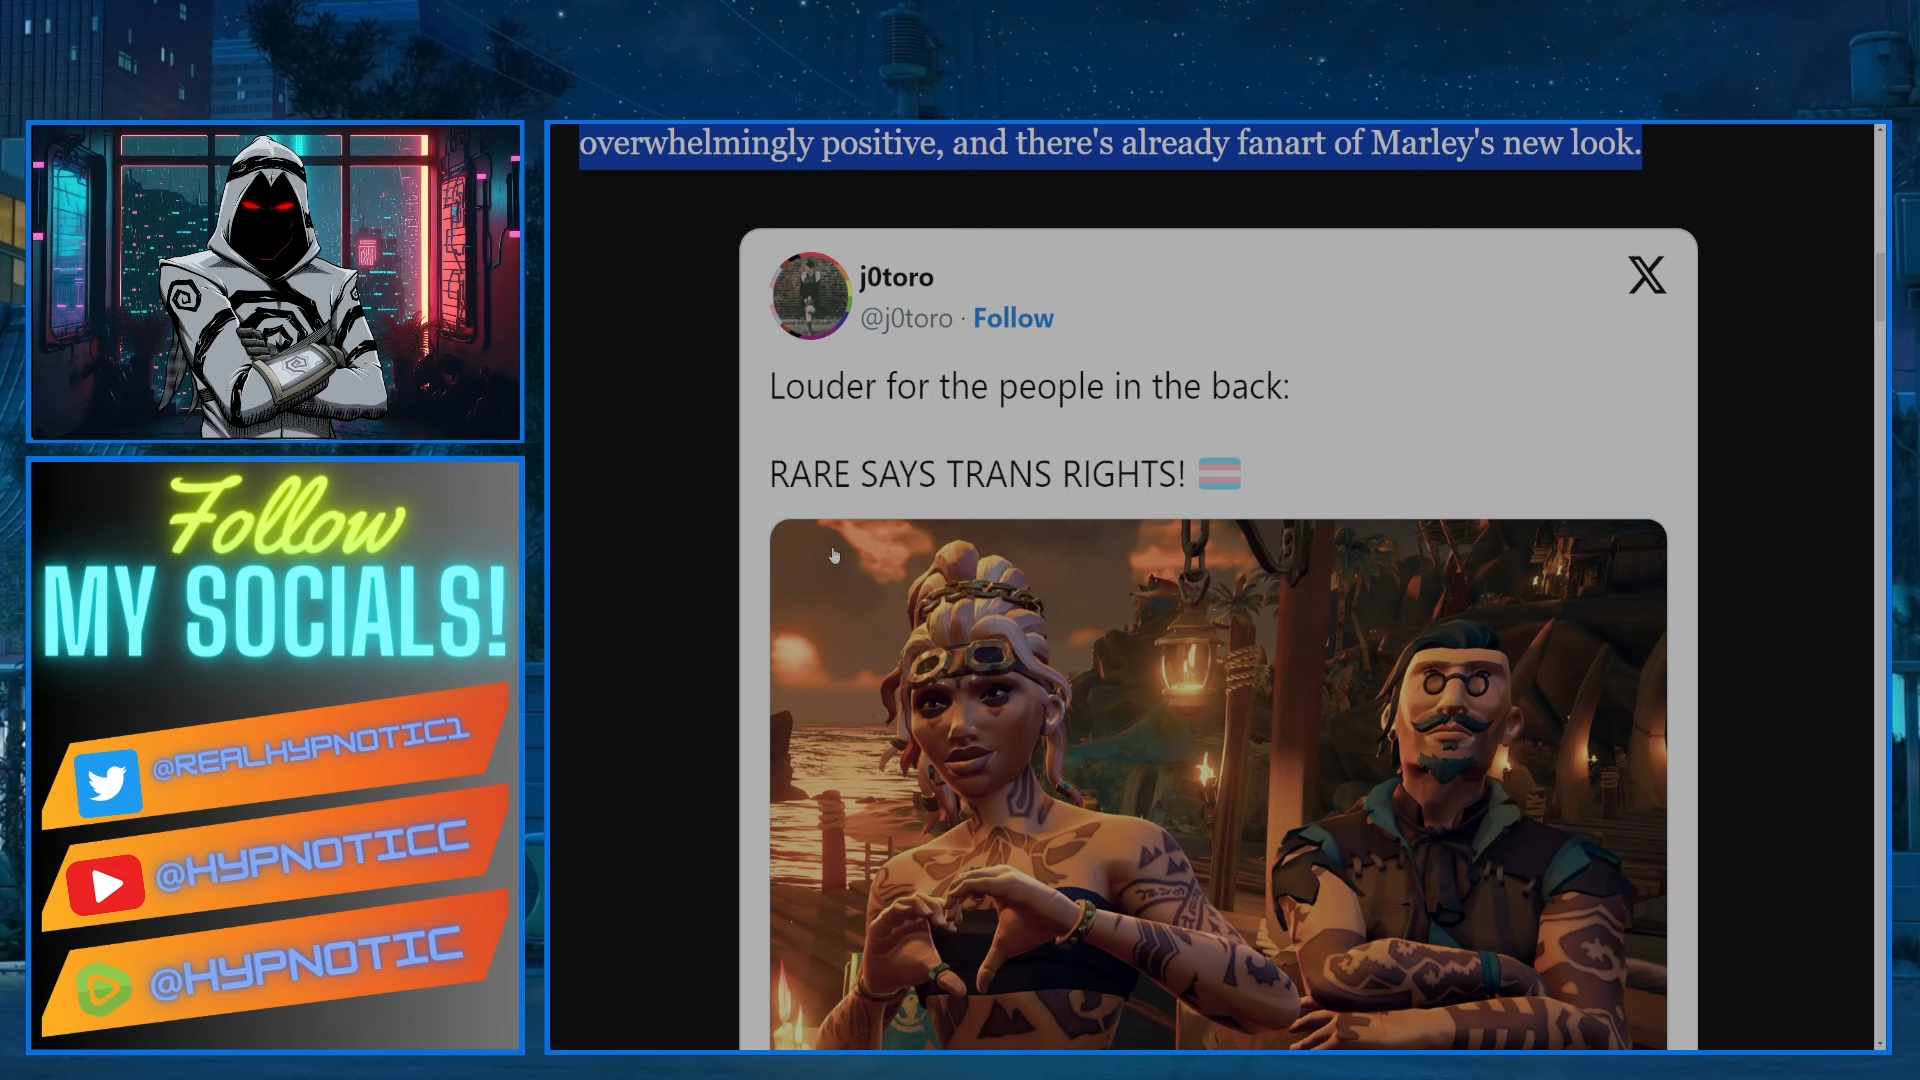 overwhelmingly positive, and there's already fanart of Marley's new look.
j0toro
@j0toro · Follow
Louder for the people in the back:
RARE SAYS TRANS RIGHTS!
Follow
MY SOCIALS!
@REALHYPNOTIC1
@HYPNOTICC
@HYPNOTIC